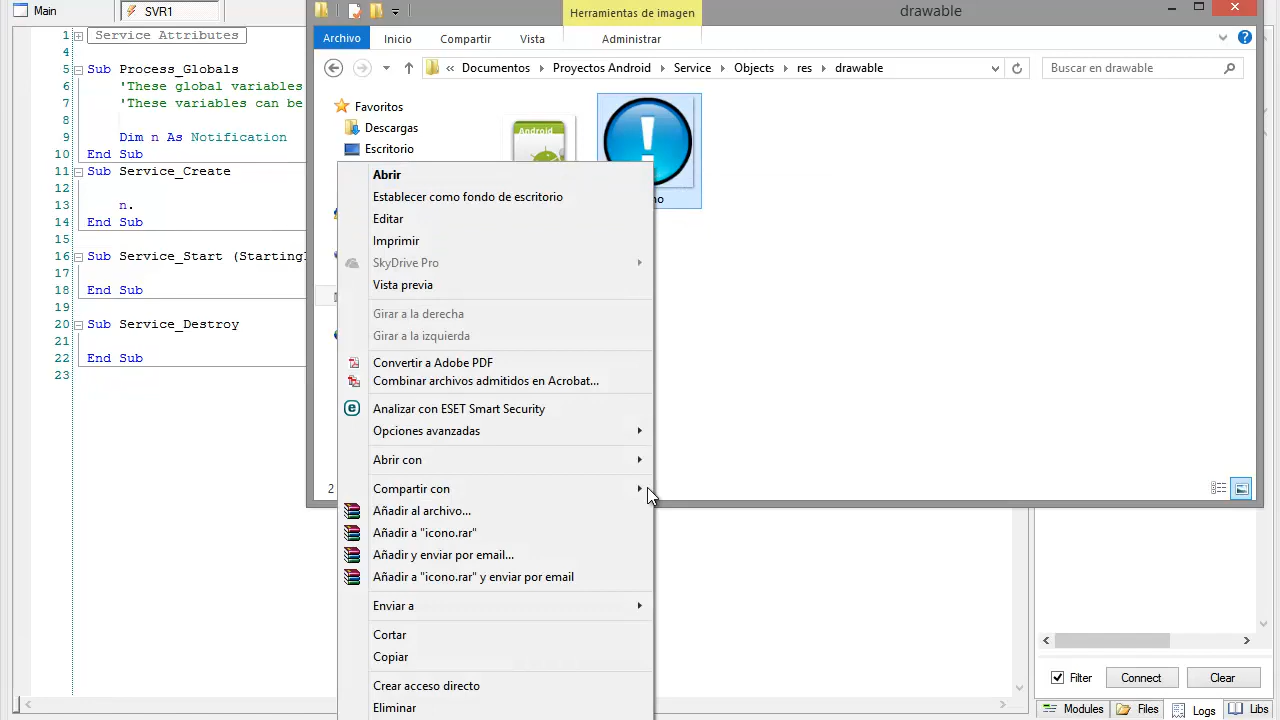 Main
SVR1
1 Service Attributes
4
5 Sub Process_Globals
6 'These global variables
7 'These variables can be
8
9 Dim n As Notification
10 End Sub
11 Sub Service_Create
12
13 n.
14 End Sub
15
16 Sub Service_Start (Starting
17
18 End Sub
19
20 Sub Service_Destroy
21
22 End Sub
23
Herramientas de imagen
drawable
Archivo Inicio Compartir Vista Administrar
« Documentos Proyectos Android Service Objects res drawable
Buscar en drawable
Favoritos
Descargas
Escritorio
Android
Abrir
Establecer como fondo de escritorio
Editar
Imprimir
SkyDrive Pro
Vista previa
Girar a la derecha
Girar a la izquierda
Convertir a Adobe PDF
Combinar archivos admitidos en Acrobat...
Analizar con ESET Smart Security
Opciones avanzadas
Abrir con
Compartir con
Añadir al archivo...
Añadir a "icono.rar"
Añadir y enviar por email...
Añadir a "icono.rar" y enviar por email
Enviar a
Cortar
Copiar
Crear acceso directo
Eliminar
2
Filter Connect Clear
Modules Files Logs Libs